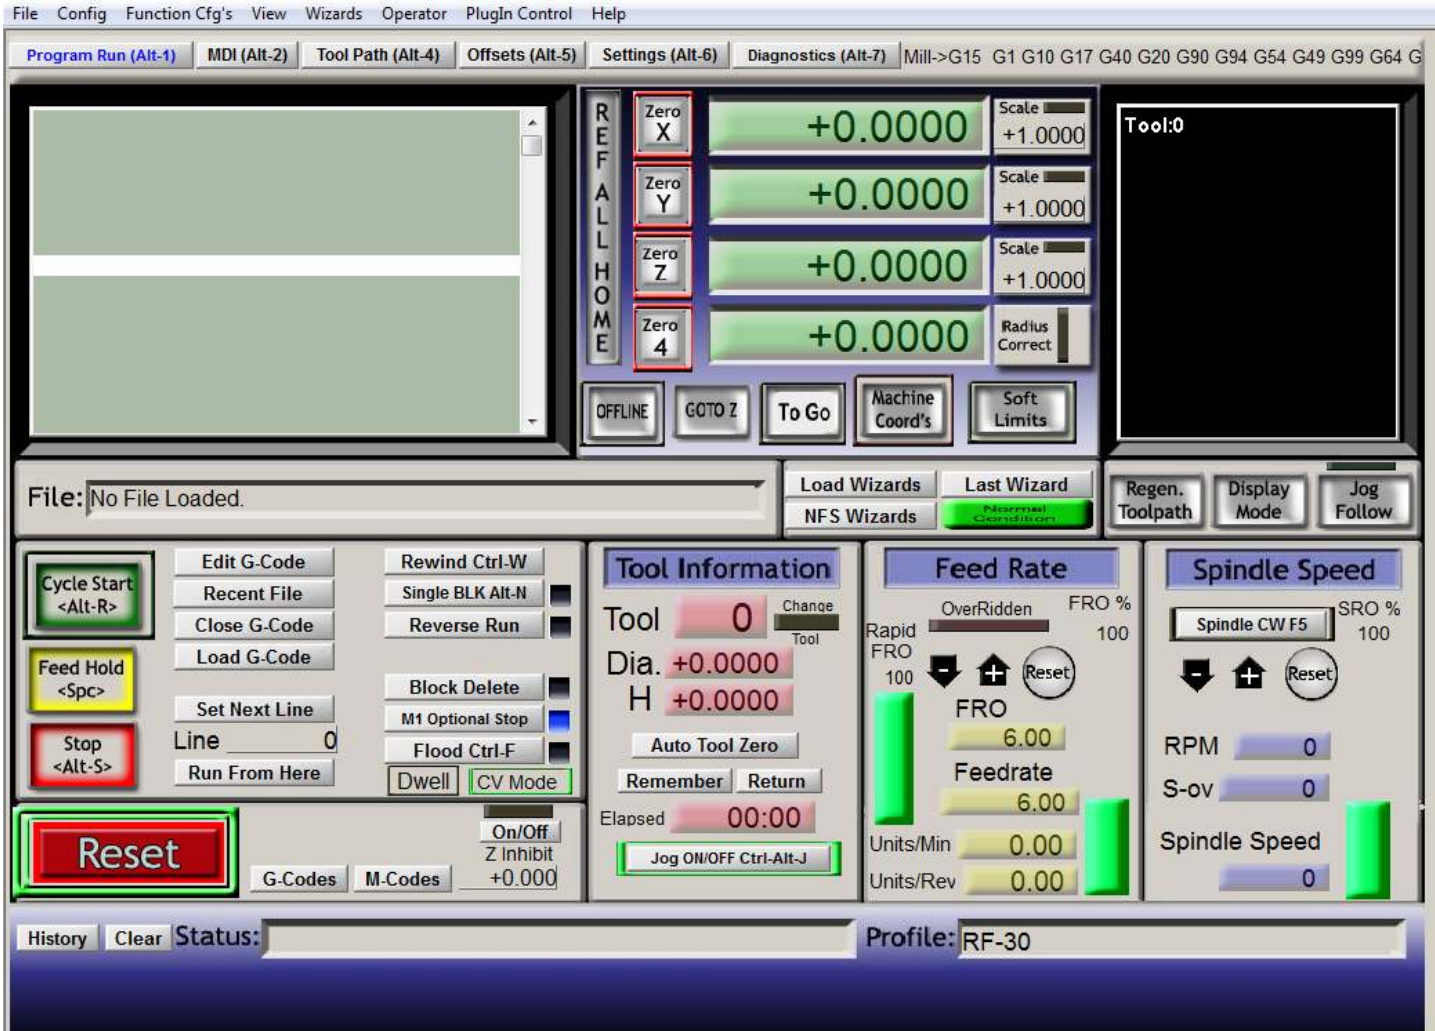 File Config Function Cfg's View Wizards Operator PlugIn Control Help
Program Run (Alt-1) MDI (Alt-2) Tool Path (Alt-4) Offsets (Alt-5) Settings (Alt-6) Diagnostics (Alt-7) Mill->G15 G1 G10 G17 G40 G20 G90 G94 G54 G49 G99 G64 G
REF ALL HOME
Zero X +0.0000 Scale +1.0000
Zero Y +0.0000 Scale +1.0000
Zero Z +0.0000 Scale +1.0000
Zero 4 +0.0000 Radius Correct
OFFLINE GOTO Z To Go Machine Coord's Soft Limits
Tool:0
File: No File Loaded.
Load Wizards Last Wizard
NFS Wizards Normal Condition
Regen. Toolpath Display Mode Jog Follow
Cycle Start <Alt-R>
Feed Hold <Spc>
Stop <Alt-S>
Edit G-Code
Recent File
Close G-Code
Load G-Code
Set Next Line
Line 0
Run From Here
Rewind Ctrl-W
Single BLK Alt-N
Reverse Run
Block Delete
M1 Optional Stop
Flood Ctrl-F
Dwell CV Mode
Reset
G-Codes M-Codes
On/Off
Z Inhibit
+0.000
Tool Information
Tool 0 Change Tool
Dia. +0.0000
H +0.0000
Auto Tool Zero
Remember Return
Elapsed 00:00
Jog ON/OFF Ctrl-Alt-J
Feed Rate
OverRidden FRO %
100
Rapid FRO
100
Reset
FRO
6.00
Feedrate
6.00
Units/Min 0.00
Units/Rev 0.00
Spindle Speed
Spindle CW F5 SRO %
100
Reset
RPM 0
S-ov 0
Spindle Speed
0
History Clear Status:
Profile: RF-30